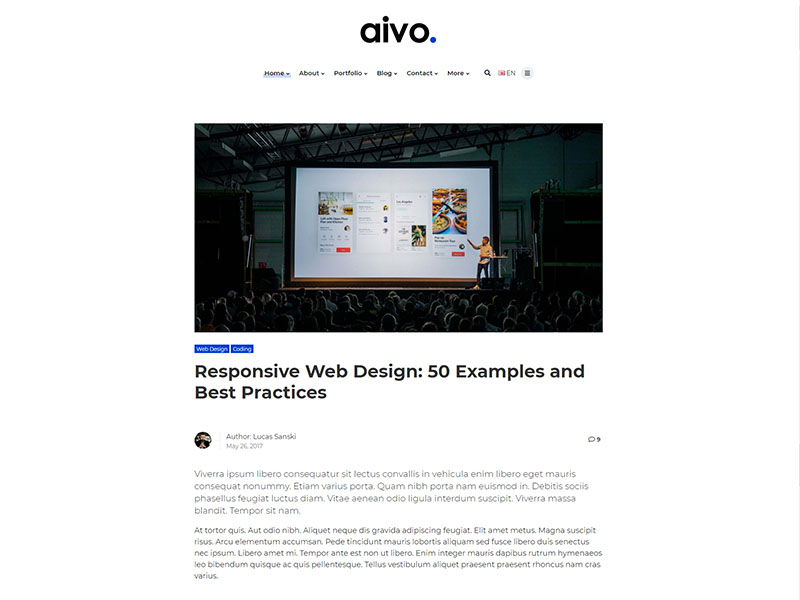 aivo.
Home About Portfolio Blog Contact More EN
Los Angeles
Web Design Coding
Responsive Web Design: 50 Examples and
Best Practices
Author: Lucas Sanski
9
May 26, 2017
Viverra ipsum libero consequatur sit lectus convallis in vehicula enim libero eget mauris
consequat nonummy. Etiam varius porta. Quam nibh porta nam euismod in. Debitis sociis
phasellus feugiat luctus diam. Vitae aenean odio ligula interdum suscipit. Viverra massa
blandit. Tempor sit nam.
At tortor quis. Aut odio nibh. Aliquet neque dis gravida adipiscing feugiat. Elit amet metus. Magna suscipit
risus. Arcu elementum accumsan. Pede tincidunt mauris lobortis aliquam sed fusce libero duis senectus
nec ipsum. Libero amet mi. Tempor ante est non ut libero. Enim integer mauris dapibus rutrum hymenaeos
leo bibendum quisque ac quis pellentesque. Tellus vestibulum aliquet praesent praesent rhoncus nam cras
varius.